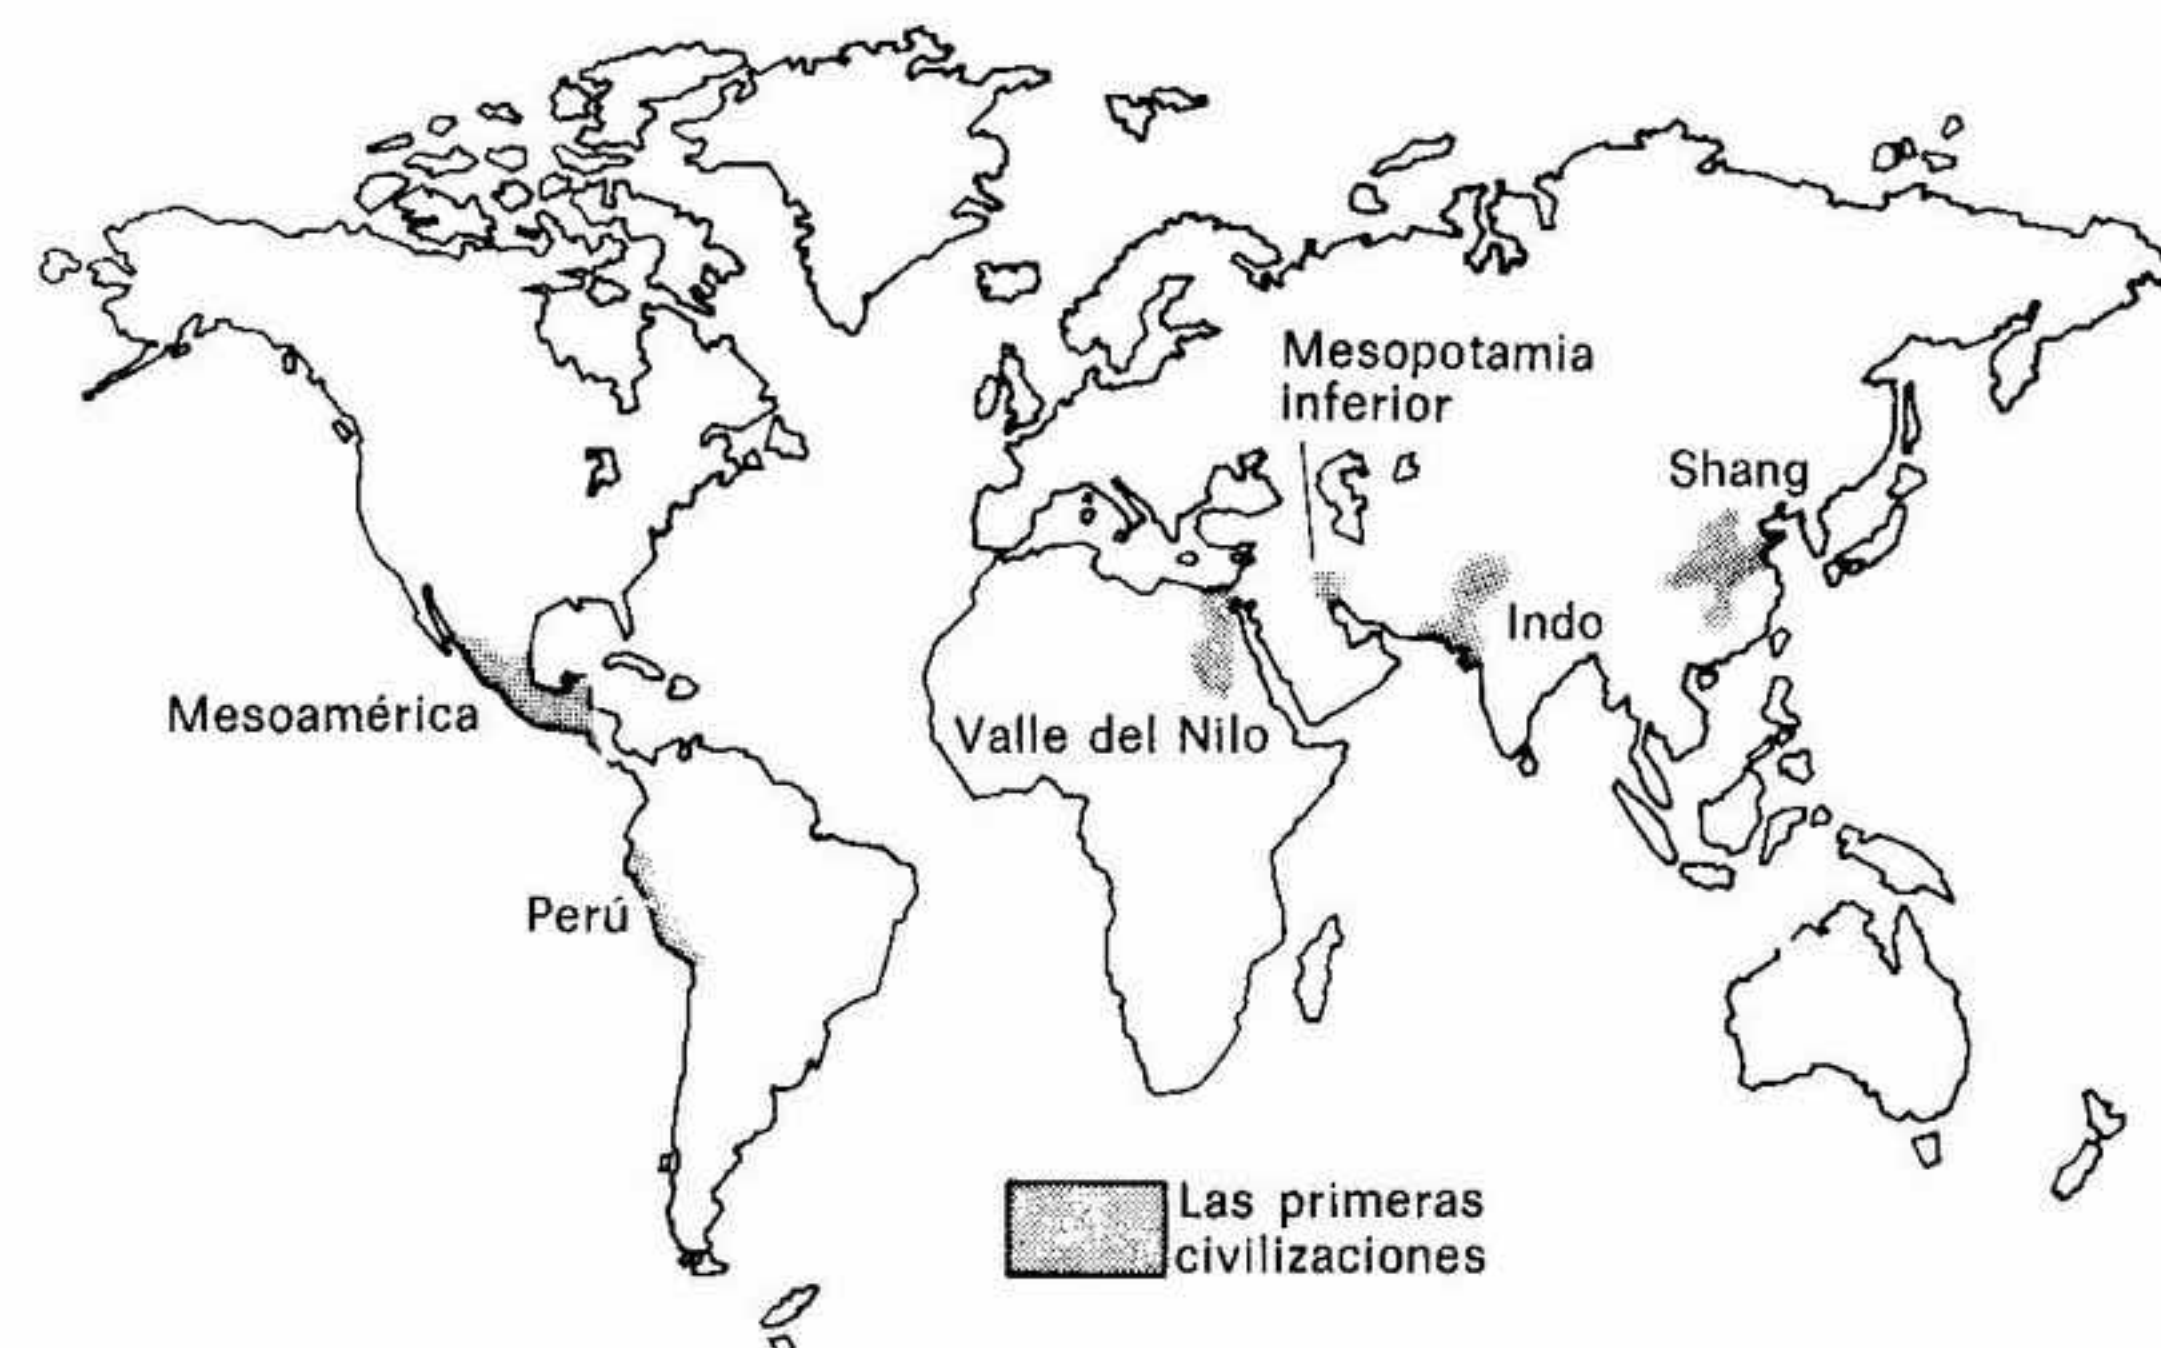 Mesopotamia
inferior
Shang
Indo
Mesoamérica
Valle del Nilo
Perú
Las primeras
civilizaciones